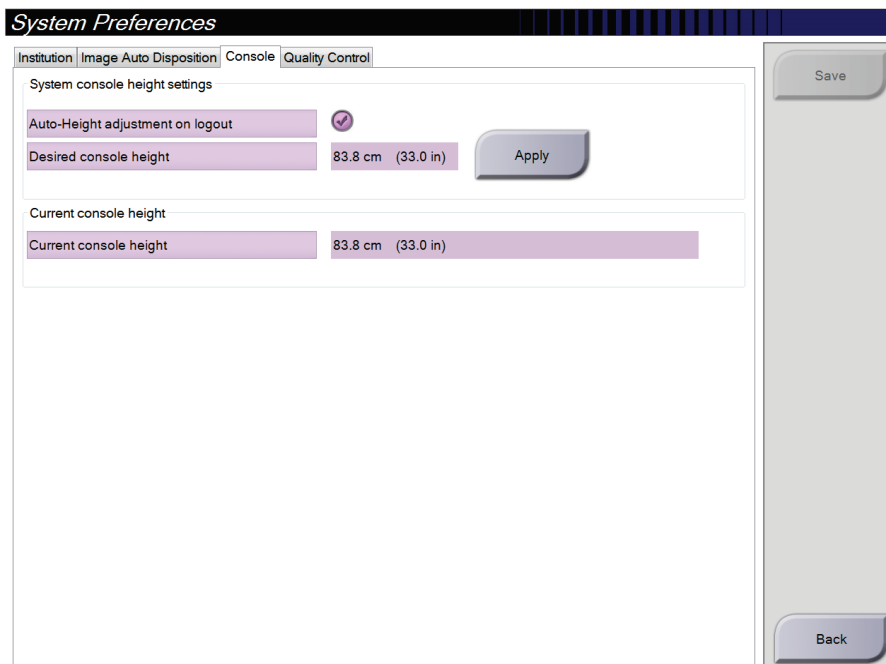 System Preferences
Institution Image Auto Disposition Console Quality Control
Save
System console height settings
Auto-Height adjustment on logout
Desired console height 83.8 cm (33.0 in) Apply
Current console height
Current console height 83.8 cm (33.0 in)
Back